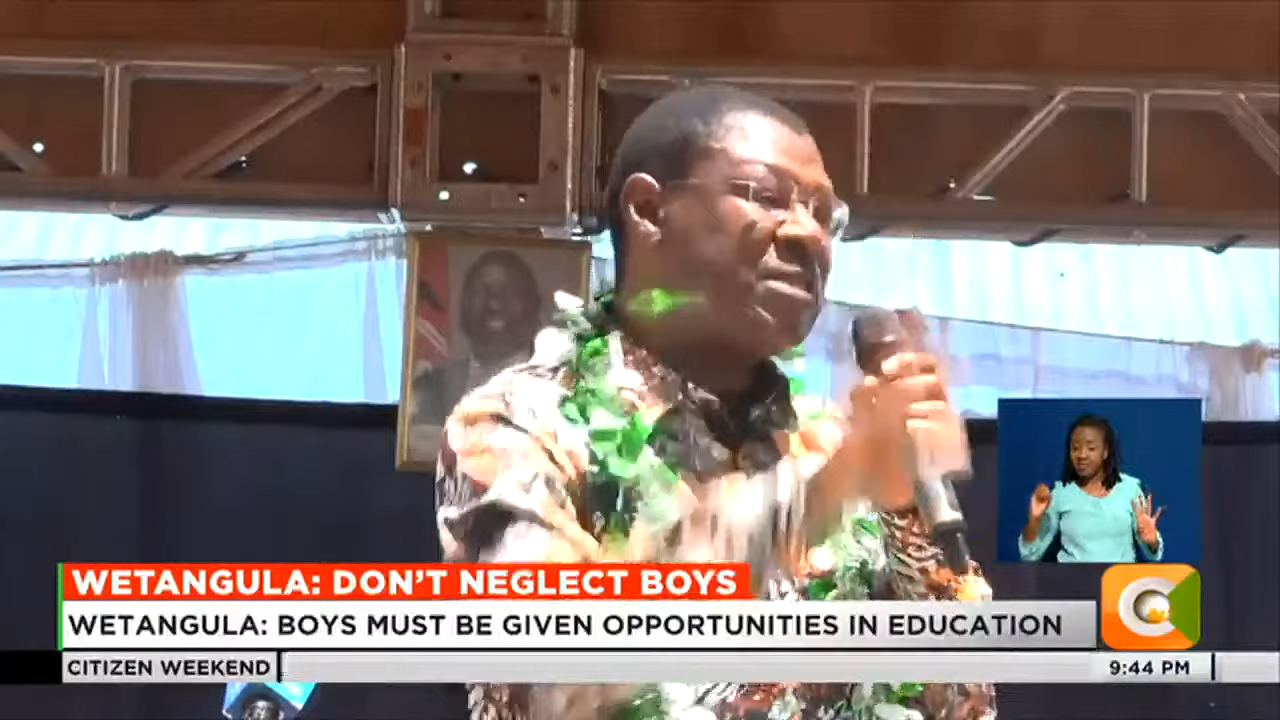 WETANGULA: DON'T NEGLECT BOYS
WETANGULA: BOYS MUST BE GIVEN OPPORTUNITIES IN EDUCATION
CITIZEN WEEKEND
9:44 PM